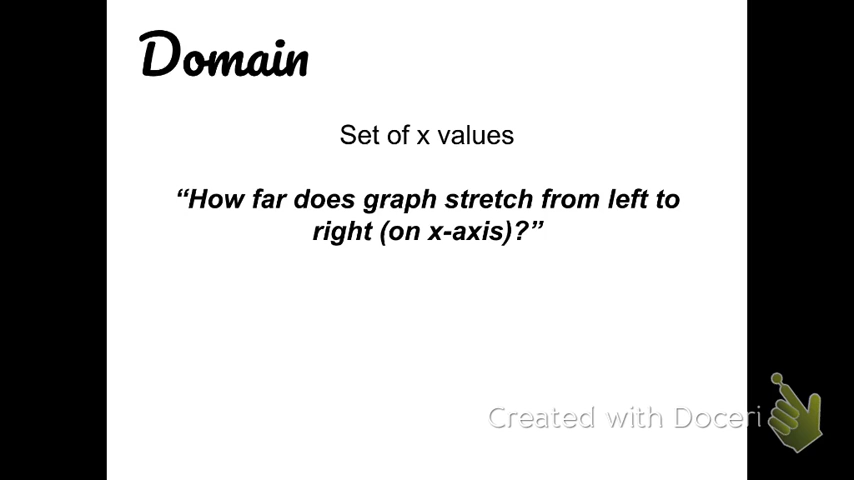 Domain
Set of x values
“How far does graph stretch from left to
right (on x-axis)?”
Created with Doceri